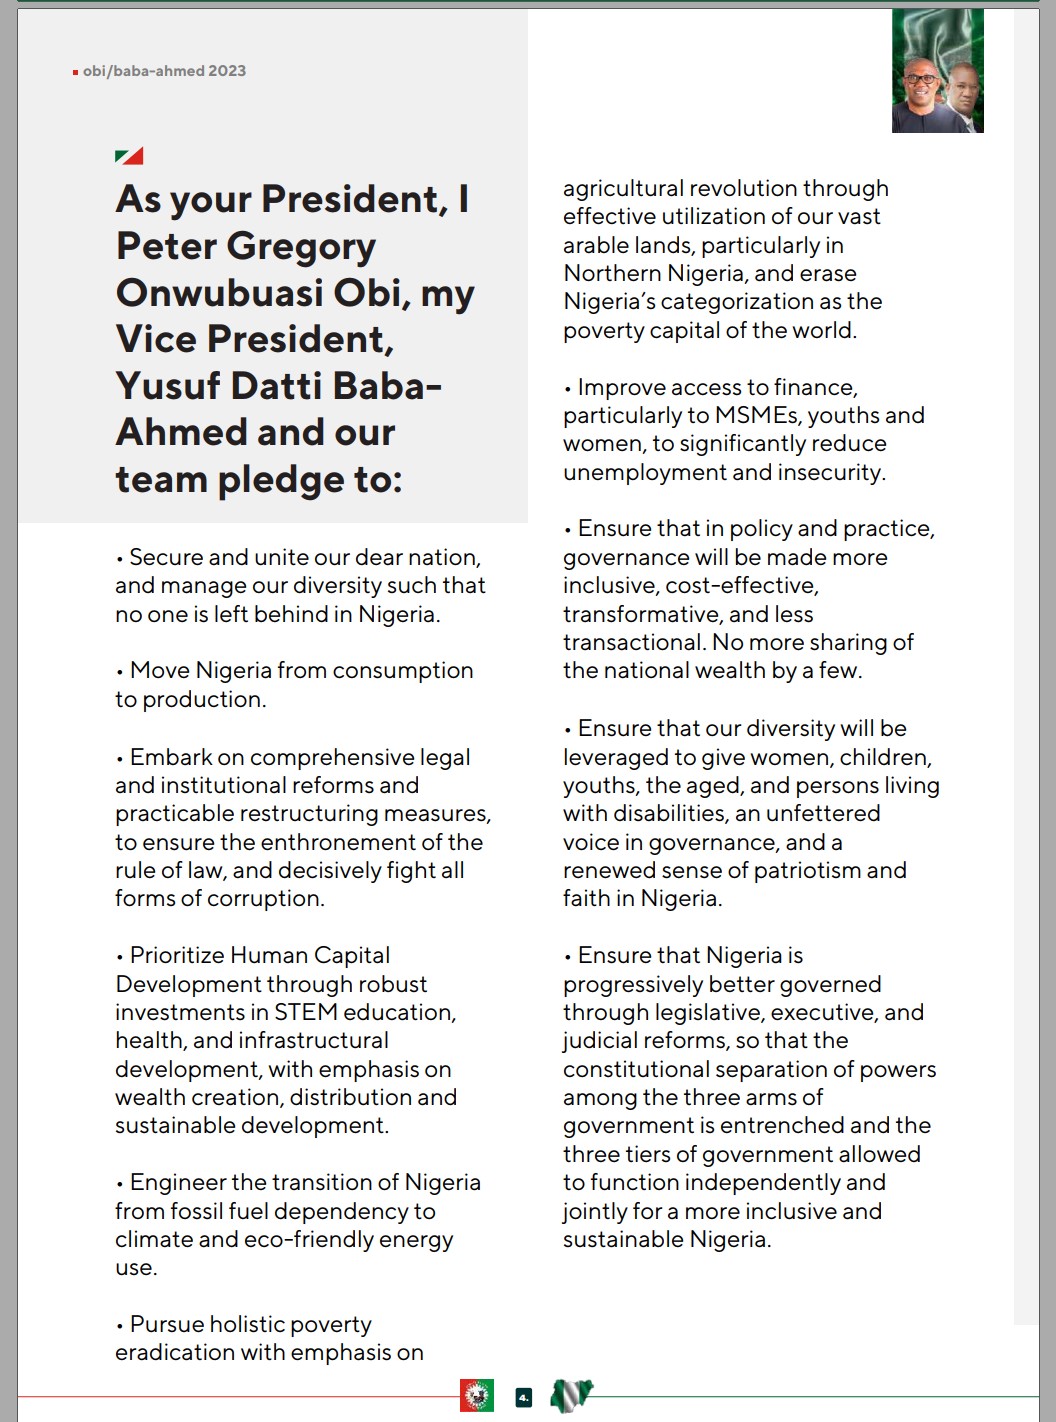 obi/baba-ahmed 2023
As your President, I
Peter Gregory
Onwubuasi Obi, my
Vice President,
Yusuf Datti Baba-
Ahmed and our
team pledge to:
• Secure and unite our dear nation,
and manage our diversity such that
no one is left behind in Nigeria.
• Move Nigeria from consumption
to production.
• Embark on comprehensive legal
and institutional reforms and
practicable restructuring measures,
to ensure the enthronement of the
rule of law, and decisively fight all
forms of corruption.
• Prioritize Human Capital
Development through robust
investments in STEM education,
health, and infrastructural
development, with emphasis on
wealth creation, distribution and
sustainable development.
• Engineer the transition of Nigeria
from fossil fuel dependency to
climate and eco-friendly energy
use.
• Pursue holistic poverty
eradication with emphasis on
agricultural revolution through
effective utilization of our vast
arable lands, particularly in
Northern Nigeria, and erase
Nigeria’s categorization as the
poverty capital of the world.
• Improve access to finance,
particularly to MSMEs, youths and
women, to significantly reduce
unemployment and insecurity.
• Ensure that in policy and practice,
governance will be made more
inclusive, cost-effective,
transformative, and less
transactional. No more sharing of
the national wealth by a few.
• Ensure that our diversity will be
leveraged to give women, children,
youths, the aged, and persons living
with disabilities, an unfettered
voice in governance, and a
renewed sense of patriotism and
faith in Nigeria.
• Ensure that Nigeria is
progressively better governed
through legislative, executive, and
judicial reforms, so that the
constitutional separation of powers
among the three arms of
government is entrenched and the
three tiers of government allowed
to function independently and
jointly for a more inclusive and
sustainable Nigeria.
4.